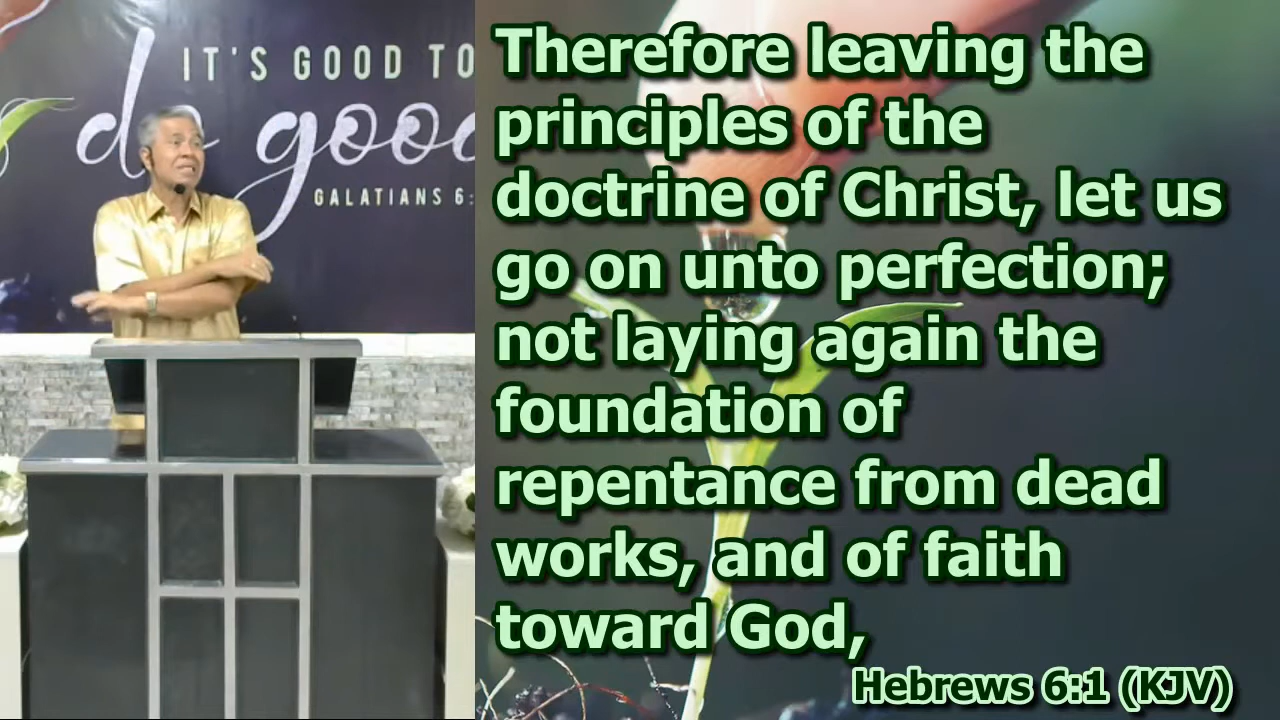 IT'S GOOD TO
do good
GALATIANS 6:
Therefore leaving the
principles of the
doctrine of Christ, let us
go on unto perfection;
not laying again the
foundation of
repentance from dead
works, and of faith
toward God,
Hebrews 6:1 (KJV)